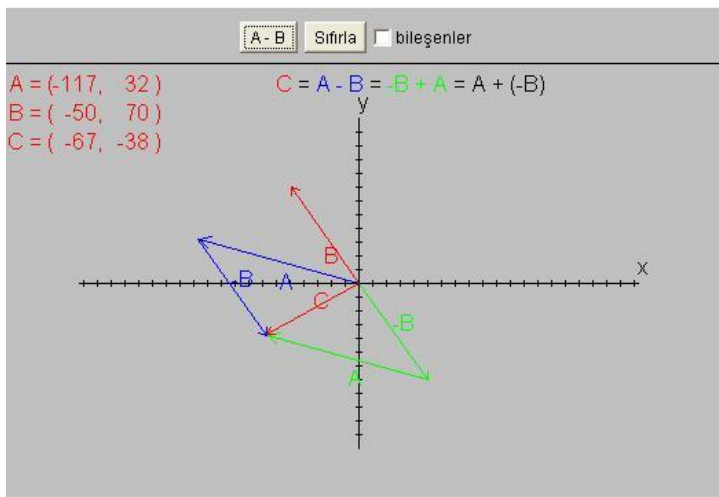 A - B Sıfırla bileşenler
A = (-117, 32 ) C = A - B = -B + A = A + (-B)
B = ( -50, 70 )
C = ( -67, -38 )
y
x
B
-B A
C
-B
A